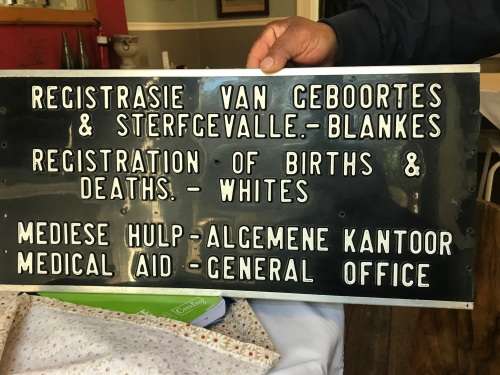 REGISTRASIE VAN GEBOORTES
& STERFGEVALLE.-BLANKES
REGISTRATION OF BIRTHS &
DEATHS. - WHITES
MEDIESE HULP-ALGEMENE KANTOOR
MEDICAL AID -GENERAL OFFICE